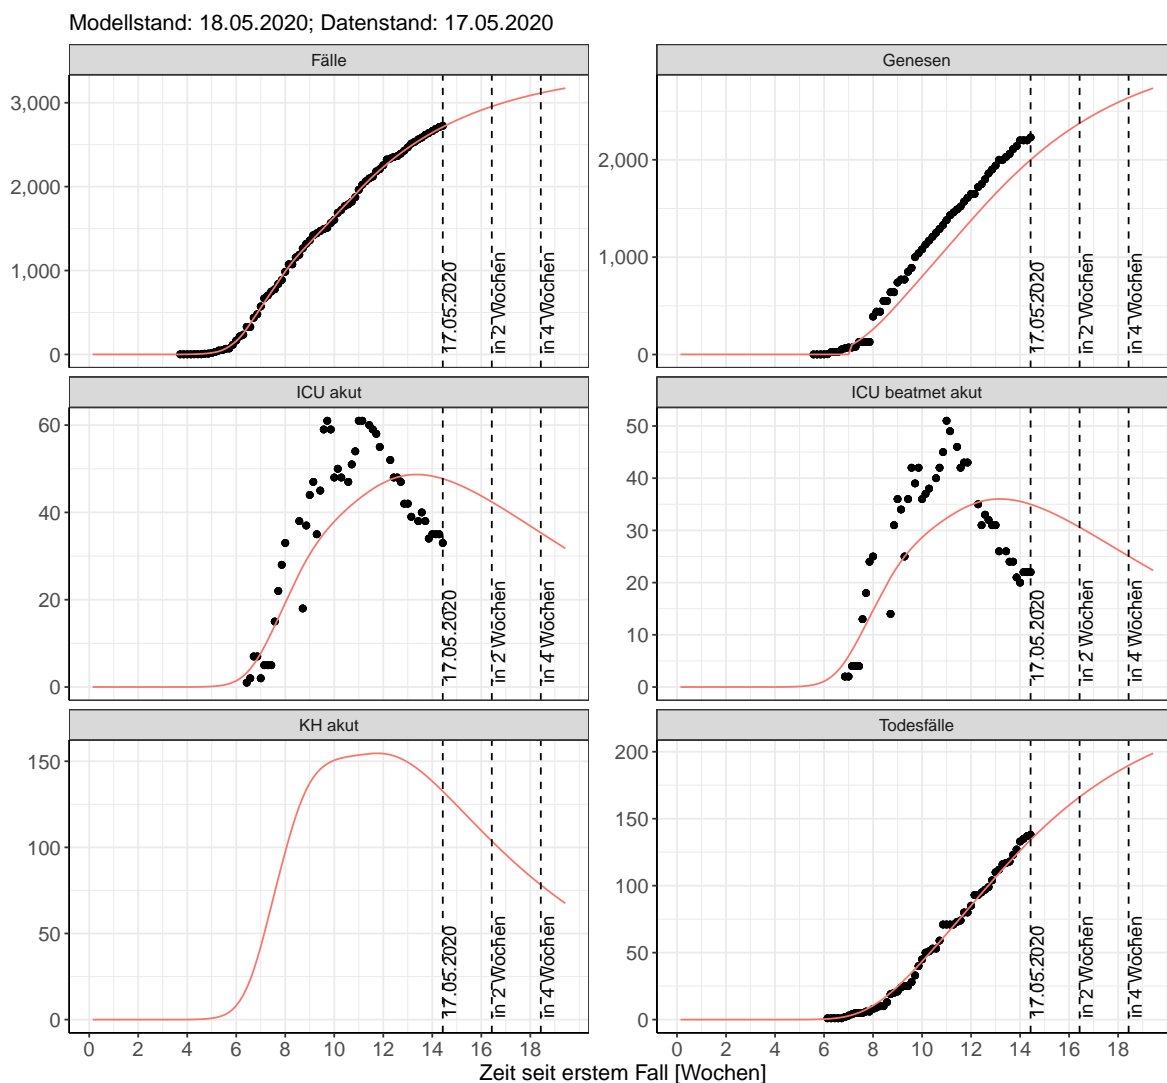 Modellstand: 18.05.2020; Datenstand: 17.05.2020
Fälle
Genesen
3,000
2,000
1,000
0
17.05.2020
in 2 Wochen
in 4 Wochen
2,000
1,000
0
17.05.2020
in 2 Wochen
in 4 Wochen
ICU akut
ICU beatmet akut
60
40
20
0
17.05.2020
in 2 Wochen
in 4 Wochen
50
40
30
20
10
0
17.05.2020
in 2 Wochen
in 4 Wochen
KH akut
Todesfälle
150
100
50
0
17.05.2020
in 2 Wochen
in 4 Wochen
200
150
100
50
0
17.05.2020
in 2 Wochen
in 4 Wochen
0 2 4 6 8 10 12 14 16 18
0 2 4 6 8 10 12 14 16 18
Zeit seit erstem Fall [Wochen]